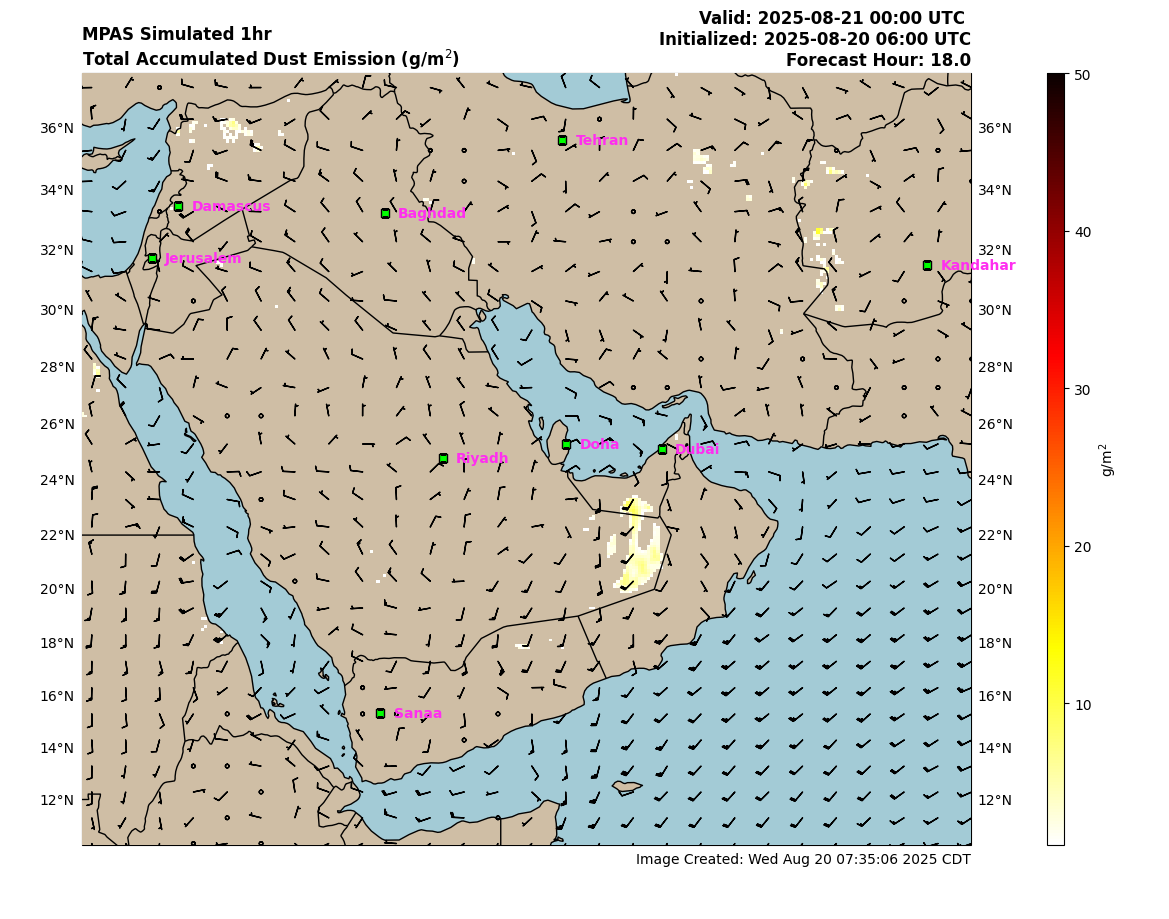 MPAS Simulated 1hr
Total Accumulated Dust Emission (g/m²)
Valid: 2025-08-21 00:00 UTC
Initialized: 2025-08-20 06:00 UTC
Forecast Hour: 18.0
36°N
34°N
32°N
30°N
28°N
26°N
24°N
22°N
20°N
18°N
16°N
14°N
12°N
Tehran
Damascus
Baghdad
Jerusalem
Kandahar
Doha
Dubai
Riyadh
Sanaa
36°N
34°N
32°N
30°N
28°N
26°N
24°N
22°N
20°N
18°N
16°N
14°N
12°N
50
40
30
20
10
g/m²
Image Created: Wed Aug 20 07:35:06 2025 CDT